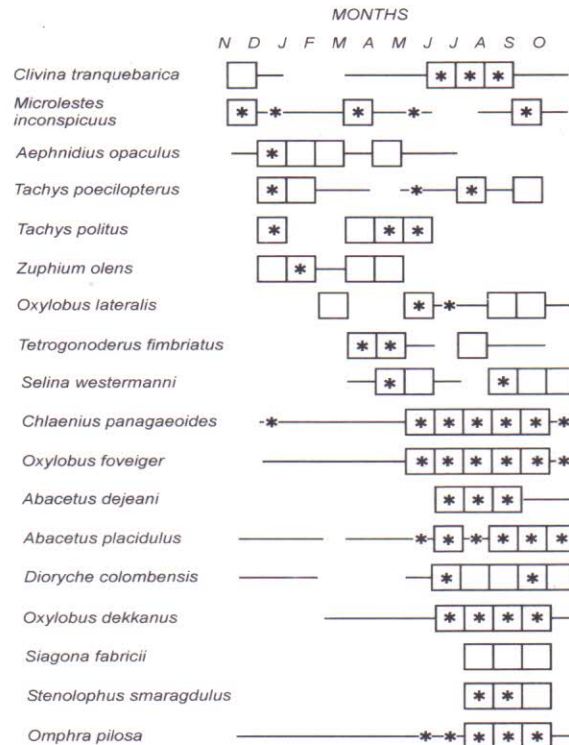 MONTHS
N D J F M A M J J A S O
Clivina tranquebarica
Microlestes
inconspicuus
Aephnidius opaculus
Tachys poecilopterus
Tachys politus
Zuphium olens
Oxylobus lateralis
Tetrogonoderus fimbriatus
Selina westermanni
Chlaenius panagaeoides
Oxylobus foveiger
Abacetus dejeani
Abacetus placidulus
Dioryche colombensis
Oxylobus dekkanus
Siagona fabricii
Stenolophus smaragdulus
Omphra pilosa